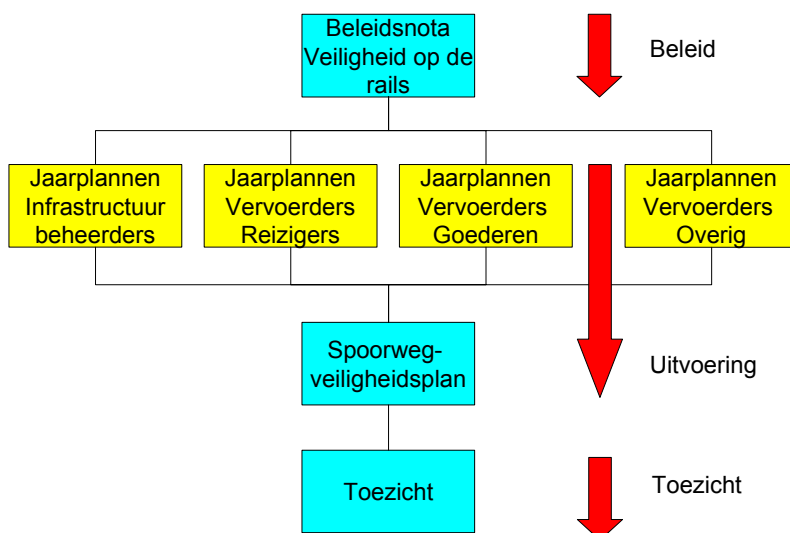 Beleidsnota
Veiligheid op de
rails
Beleid
Jaarplannen
Infrastructuur
beheerders
Jaarplannen
Vervoerders
Reizigers
Jaarplannen
Vervoerders
Goederen
Jaarplannen
Vervoerders
Overig
Spoorweg-
veiligheidsplan
Uitvoering
Toezicht
Toezicht